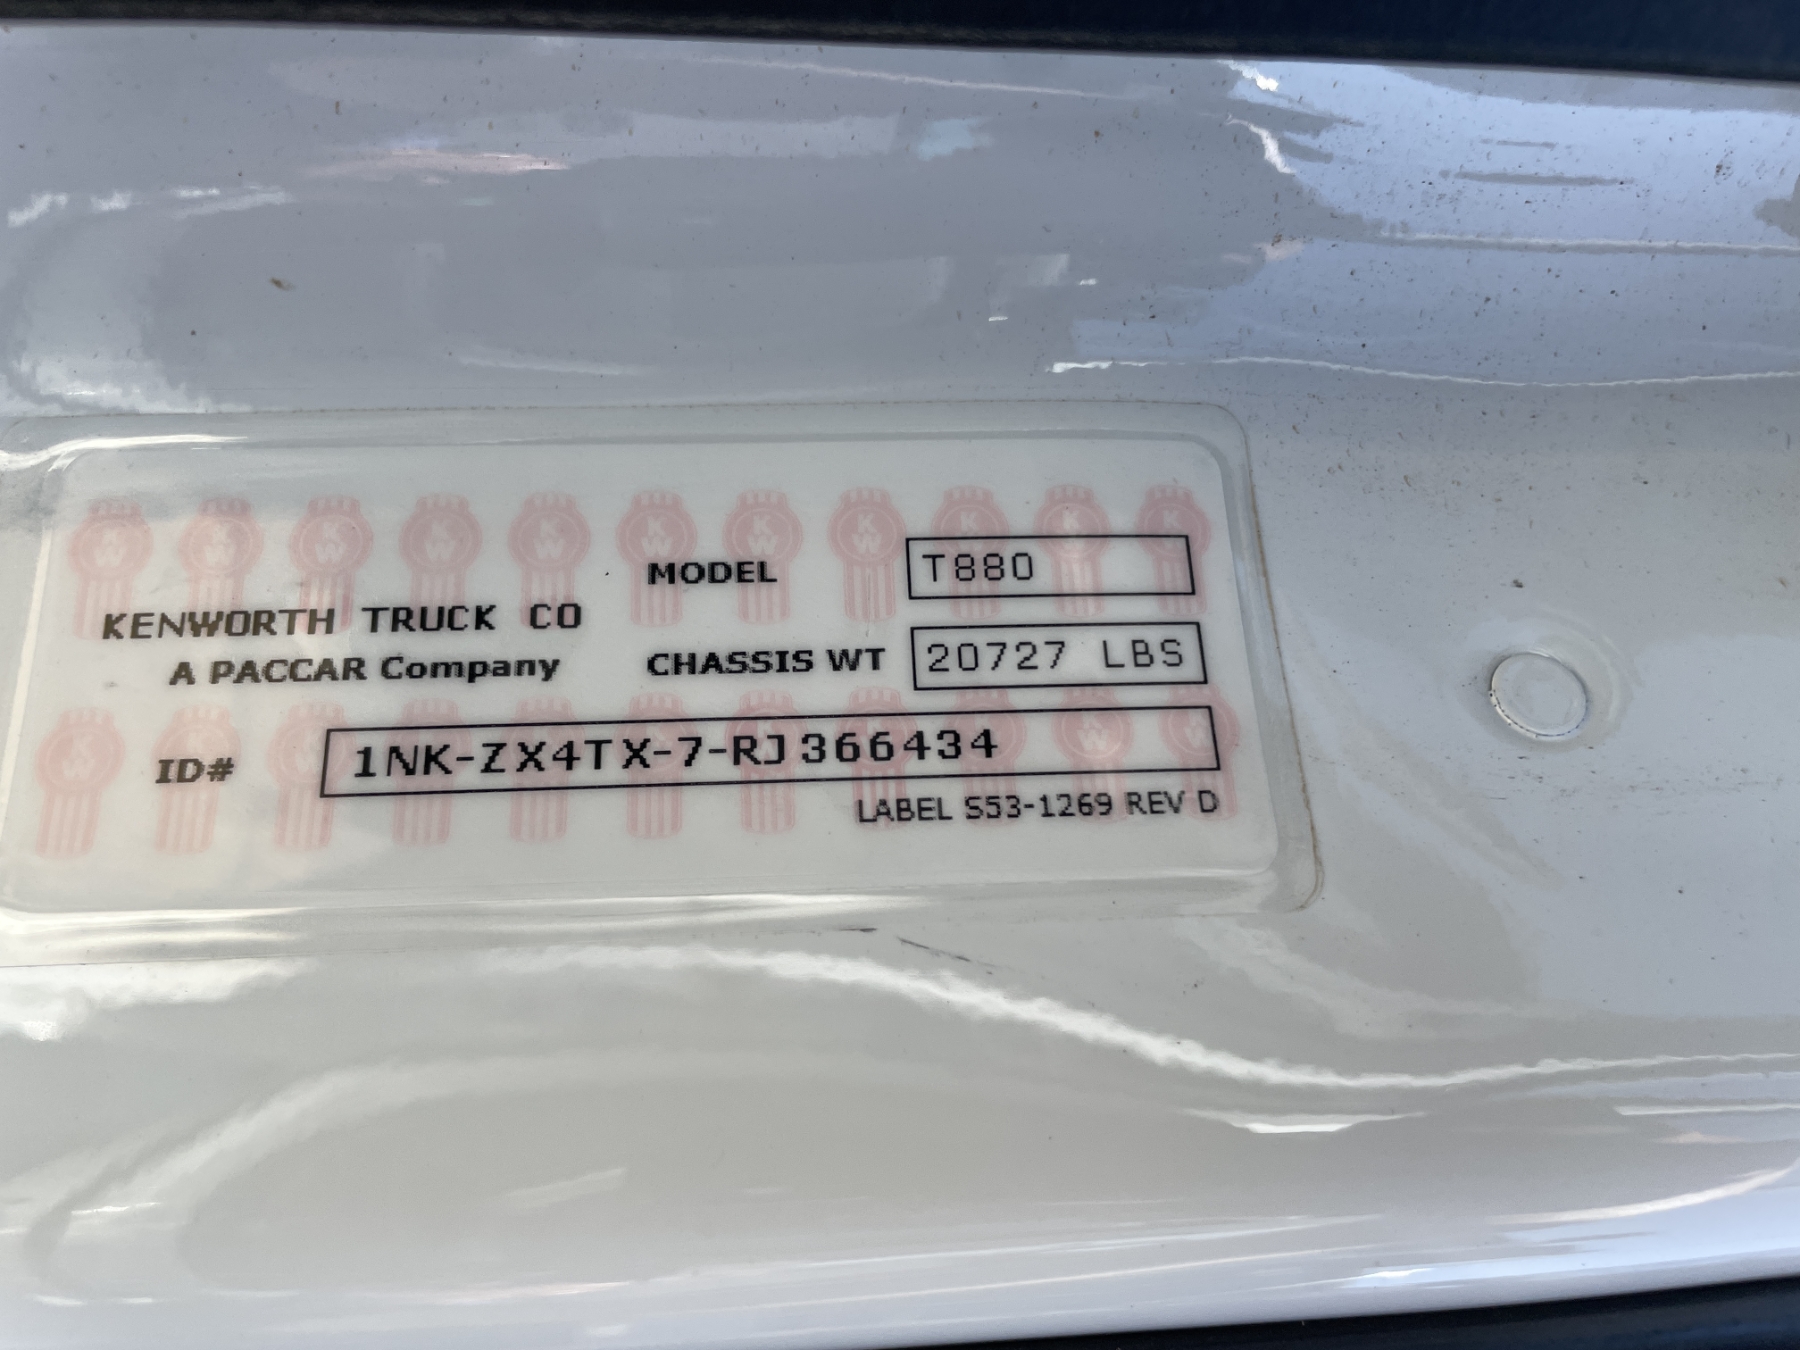 MODEL T880
KENWORTH TRUCK CO
A PACCAR Company
CHASSIS WT 20727 LBS
ID# 1NK-ZX4TX-7-RJ366434
LABEL S53-1269 REV D